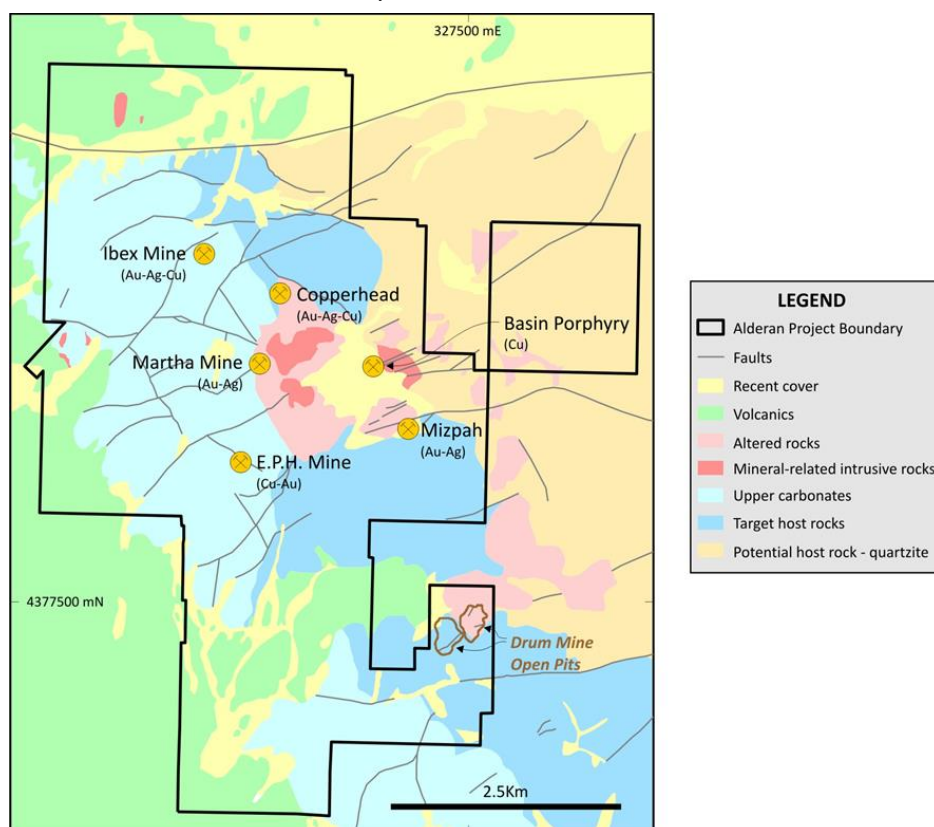 327500 mE
Ibex Mine
(Au-Ag-Cu)
Copperhead
(Au-Ag-Cu)
Basin Porphyry
(Cu)
Martha Mine
(Au-Ag)
Mizpah
(Au-Ag)
E.P.H. Mine
(Cu-Au)
4377500 mN
Drum Mine
Open Pits
2.5Km
LEGEND
Alderan Project Boundary
Faults
Recent cover
Volcanics
Altered rocks
Mineral-related intrusive rocks
Upper carbonates
Target host rocks
Potential host rock - quartzite